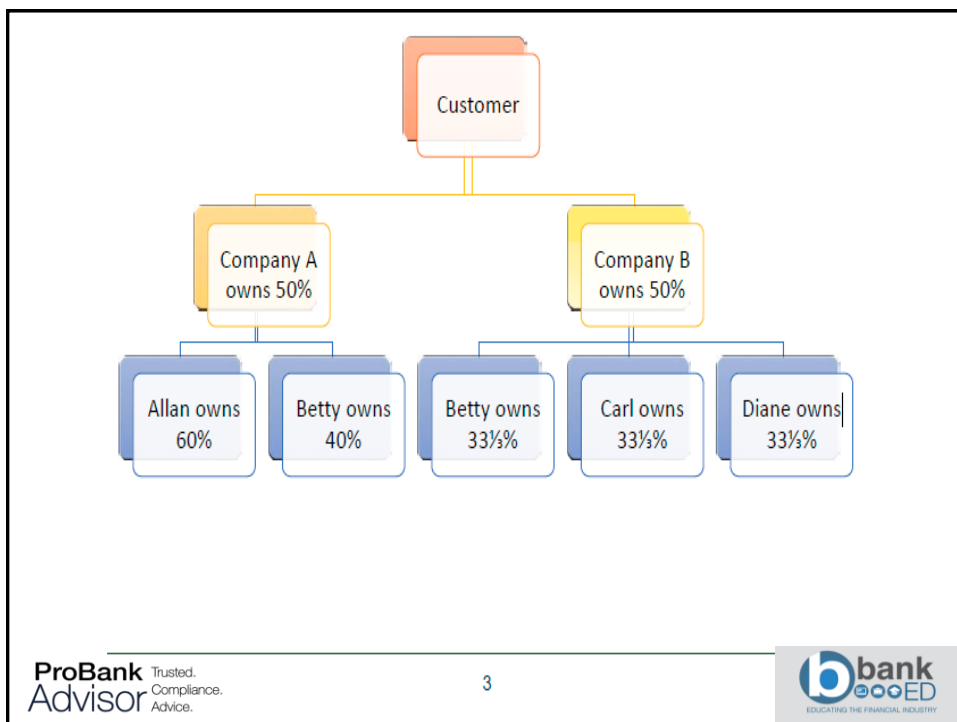 Customer
Company A
owns 50%
Company B
owns 50%
Allan owns
60%
Betty owns
40%
Betty owns
33⅓%
Carl owns
33⅓%
Diane owns
33⅓%
ProBank
Advisor
Trusted.
Compliance.
Advice.
3
b bank
ED
EDUCATING THE FINANCIAL INDUSTRY